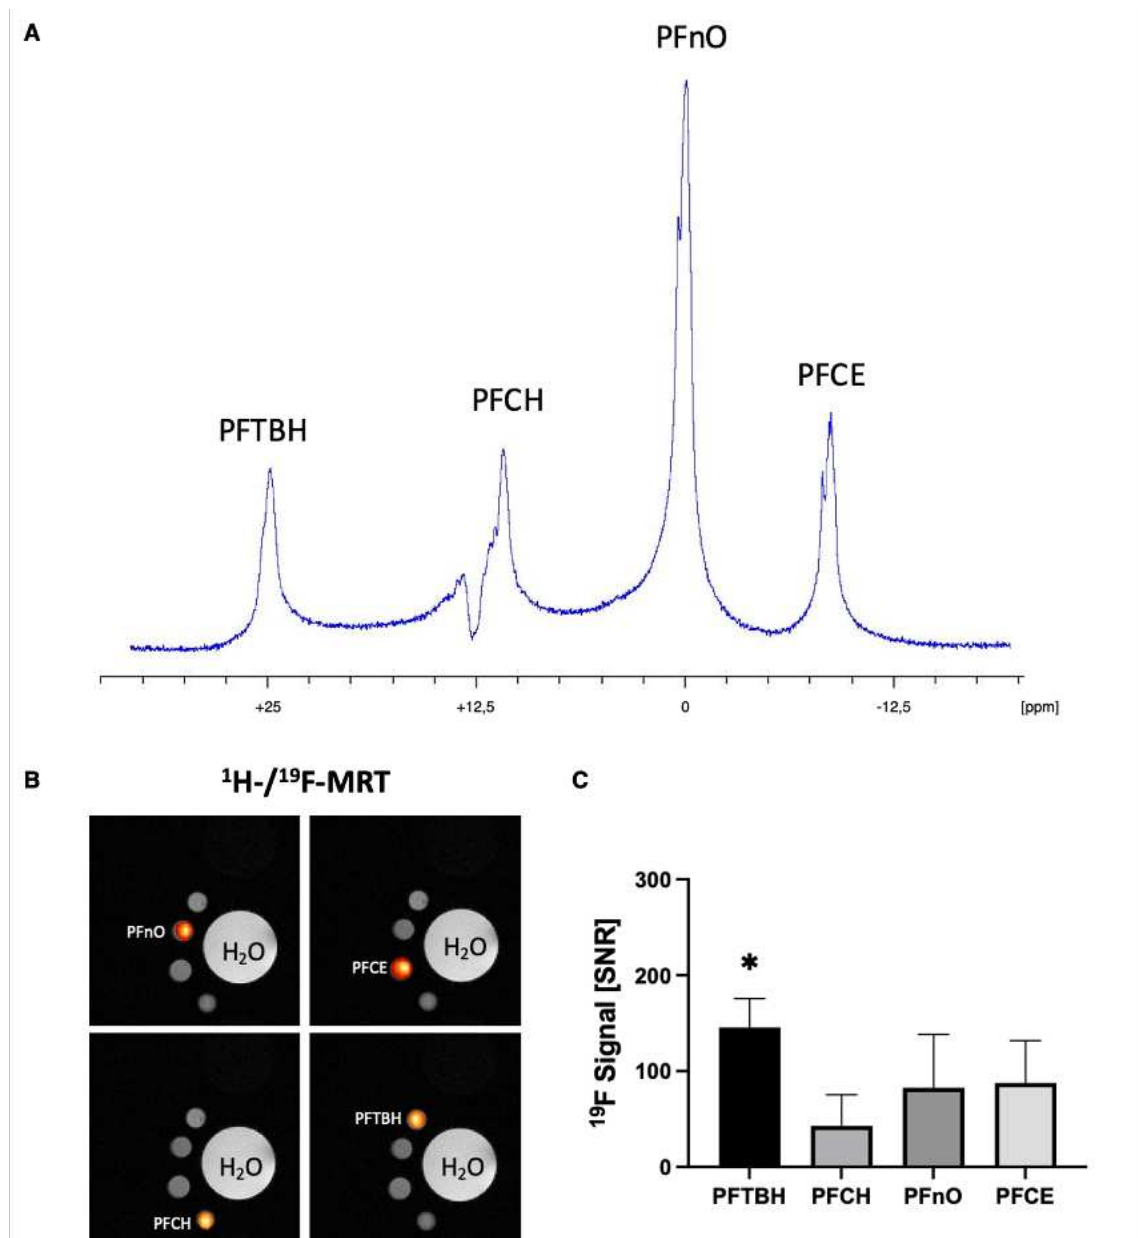 A
PFnO
PFCE
PFCH
PFTBH
+25 +12,5 0 -12,5 [ppm]
B
¹H-/¹⁹F-MRT
PFnO
H₂O
PFCE
H₂O
PFCH
H₂O
PFTBH
H₂O
C
¹⁹F Signal [SNR]
300
200
100
0
*
PFTBH PFCH PFnO PFCE